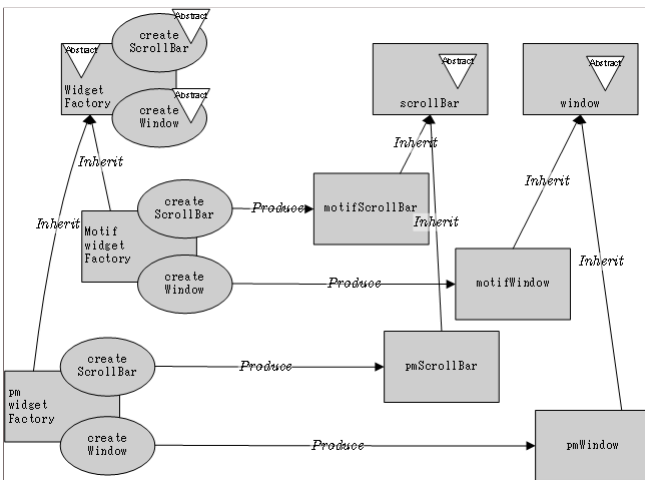 Abstract
create
ScrollBar
Abstract
Widget
Factory
Abstract
create
Window
Abstract
scrollBar
Abstract
window
Inherit
Inherit
Inherit
Inherit
create
ScrollBar
Produce
motifScrollBar
Inherit
Motif
widget
Factory
create
Window
Produce
motifWindow
Inherit
create
ScrollBar
Produce
pmScrollBar
pm
widget
Factory
create
Window
Produce
pmWindow